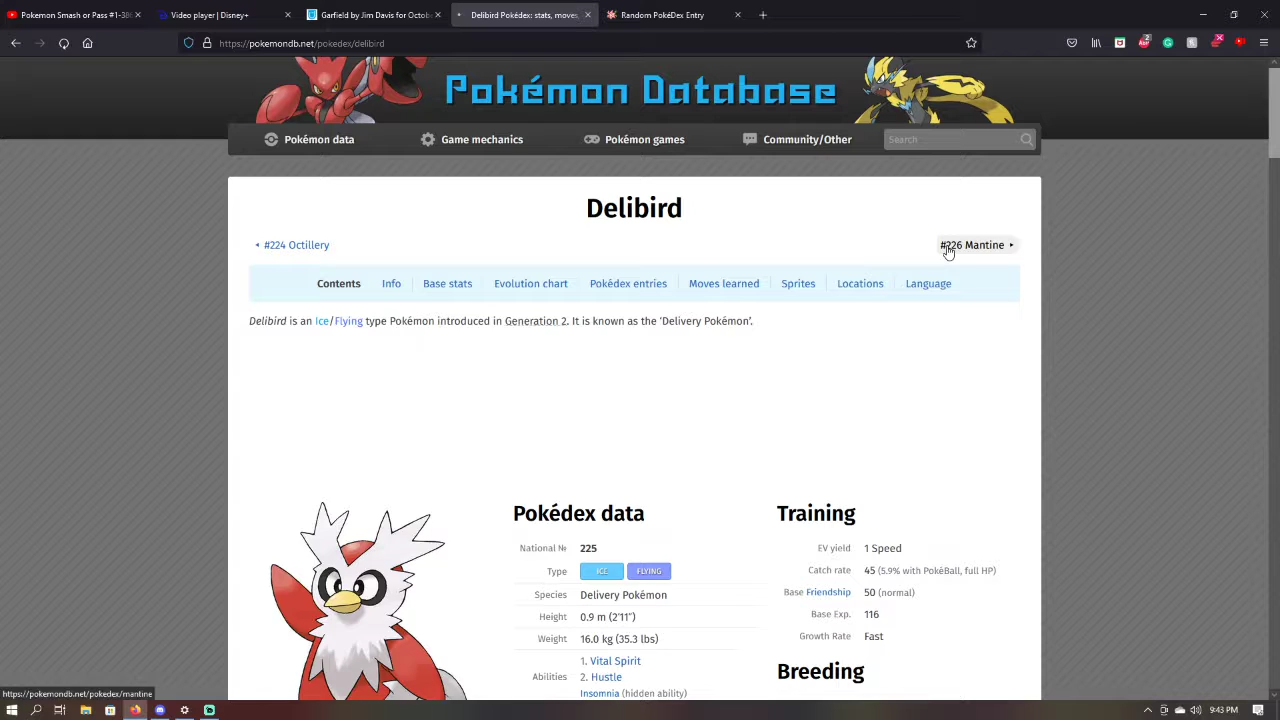 Pokemon Smash or Pass #1-38
Video player | Disney+
Garfield by Jim Davis for Octobe
Delibird Pokédex: stats, moves,
Random PokéDex Entry
https://pokemondb.net/pokedex/delibird
Pokémon Database
Pokémon data
Game mechanics
Pokémon games
Community/Other
Search
Delibird
#224 Octillery
#226 Mantine
Contents
Info
Base stats
Evolution chart
Pokédex entries
Moves learned
Sprites
Locations
Language
Delibird is an Ice/Flying type Pokémon introduced in Generation 2. It is known as the ‘Delivery Pokémon’.
Pokédex data
National № 225
Type ICE FLYING
Species Delivery Pokémon
Height 0.9 m (2′11″)
Weight 16.0 kg (35.3 lbs)
Abilities 1. Vital Spirit
2. Hustle
Insomnia (hidden ability)
Training
EV yield 1 Speed
Catch rate 45 (5.9% with PokéBall, full HP)
Base Friendship 50 (normal)
Base Exp. 116
Growth Rate Fast
Breeding
https://pokemondb.net/pokedex/mantine
9:43 PM